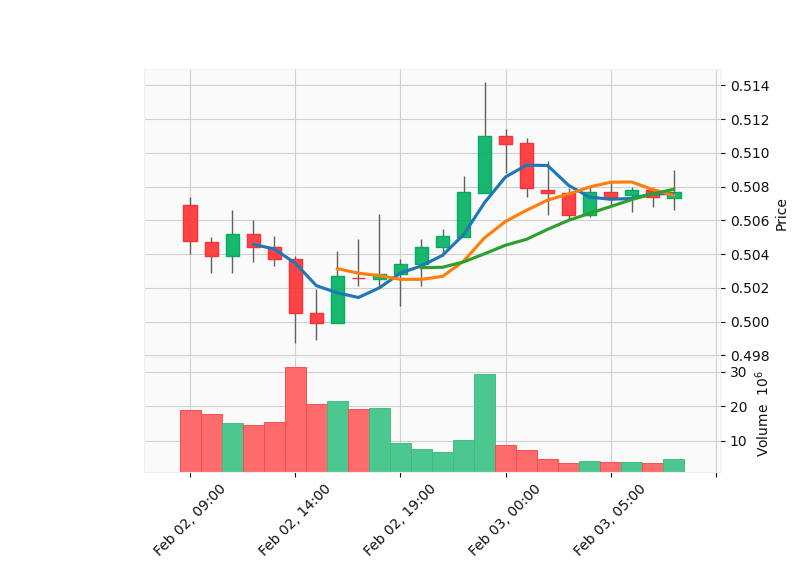 0.514
0.512
0.510
0.508
0.506
0.504
0.502
0.500
0.498
Price
30
20
10
Volume 10^6
Feb 02, 09:00
Feb 02, 14:00
Feb 02, 19:00
Feb 03, 00:00
Feb 03, 05:00